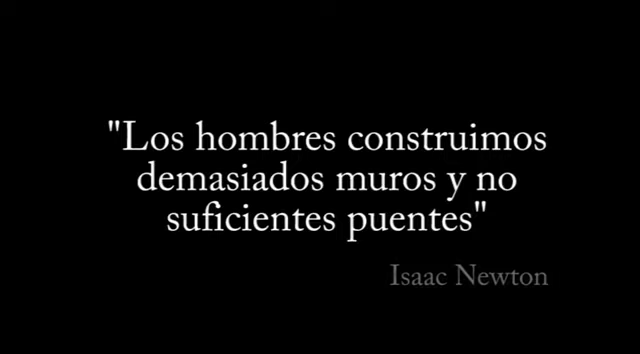 "Los hombres construimos
demasiados muros y no
suficientes puentes"
Isaac Newton